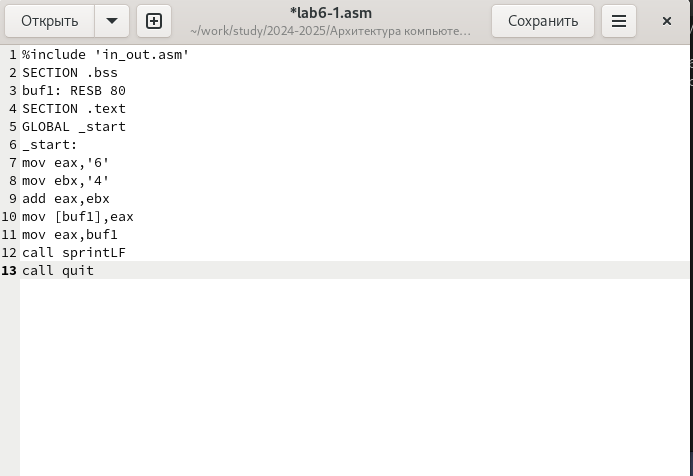 Открыть
*lab6-1.asm
~/work/study/2024-2025/Архитектура компьюте…
Сохранить
1 %include 'in_out.asm'
2 SECTION .bss
3 buf1: RESB 80
4 SECTION .text
5 GLOBAL _start
6 _start:
7 mov eax,'6'
8 mov ebx,'4'
9 add eax,ebx
10 mov [buf1],eax
11 mov eax,buf1
12 call sprintLF
13 call quit